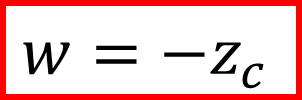 w = −z_c